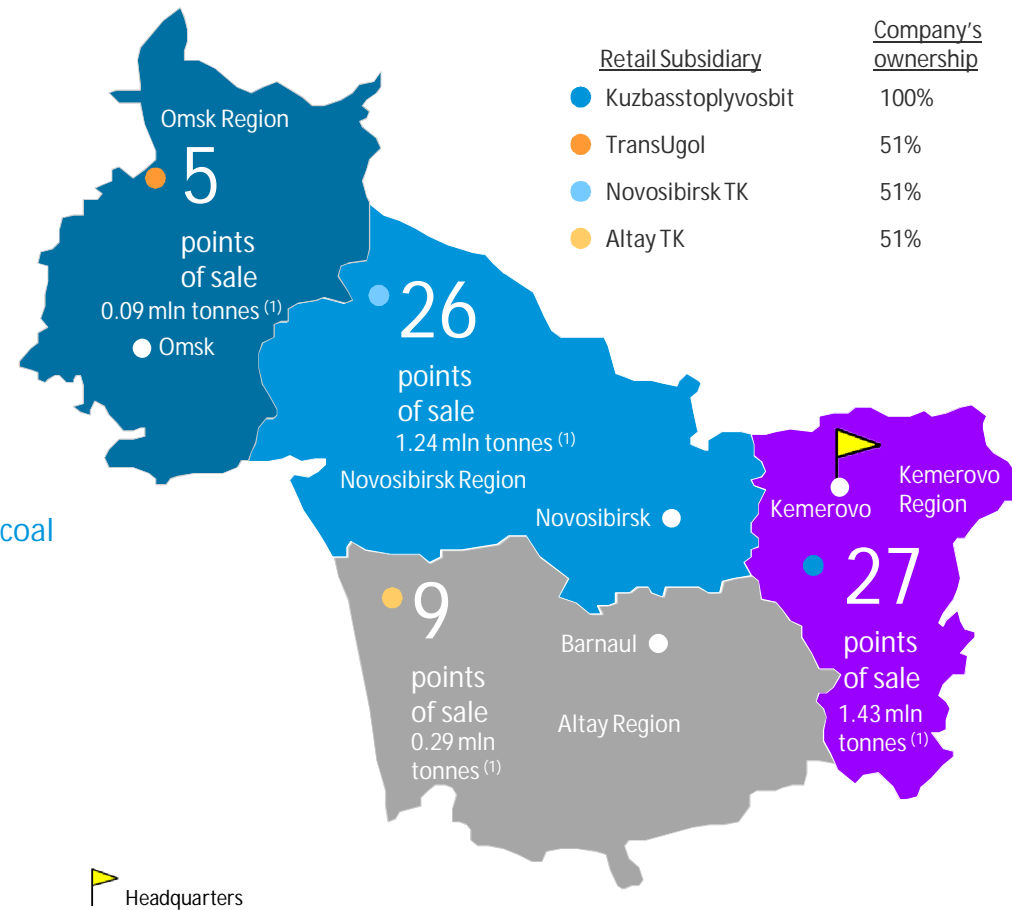 Retail Subsidiary
Company's
ownership
Kuzbasstoplyvosbit 100%
TransUgol 51%
Novosibirsk TK 51%
Altay TK 51%
Omsk Region
5
points
of sale
0.09 mln tonnes (1)
Omsk
26
points
of sale
1.24 mln tonnes (1)
Novosibirsk Region
Novosibirsk
Kemerovo
Region
Kemerovo
27
points
of sale
1.43 mln
tonnes (1)
coal
9
points
of sale
0.29 mln
tonnes (1)
Barnaul
Altay Region
Headquarters